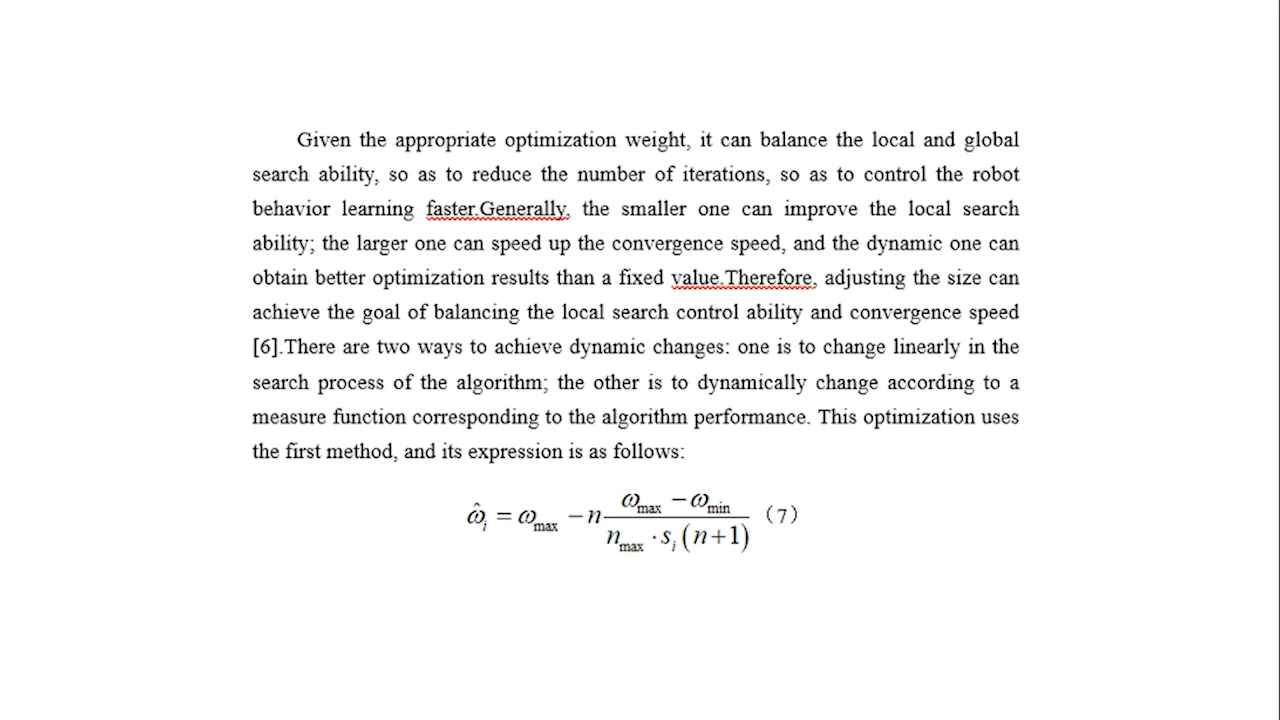 Given the appropriate optimization weight, it can balance the local and global
search ability, so as to reduce the number of iterations, so as to control the robot
behavior learning faster.Generally, the smaller one can improve the local search
ability; the larger one can speed up the convergence speed, and the dynamic one can
obtain better optimization results than a fixed value.Therefore, adjusting the size can
achieve the goal of balancing the local search control ability and convergence speed
[6].There are two ways to achieve dynamic changes: one is to change linearly in the
search process of the algorithm; the other is to dynamically change according to a
measure function corresponding to the algorithm performance. This optimization uses
the first method, and its expression is as follows:
ω̂_i = ω_max − n (ω_max − ω_min) / (n_max · s_i (n+1)) （7）